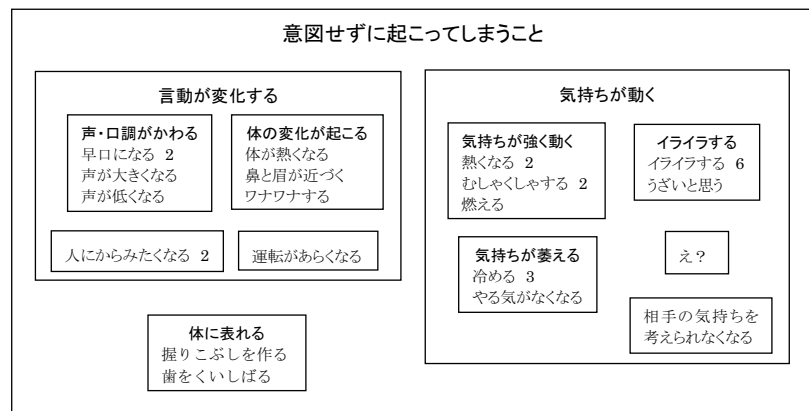 意図せずに起こってしまうこと
言動が変化する
声・口調がかわる
早口になる 2
声が大きくなる
声が低くなる
体の変化が起こる
体が熱くなる
鼻と眉が近づく
ワナワナする
人にからみたくなる 2
運転があらくなる
体に表れる
握りこぶしを作る
歯をくいしばる
気持ちが動く
気持ちが強く動く
熱くなる 2
むしゃくしゃする 2
燃える
イライラする
イライラする 6
うざいと思う
気持ちが萎える
冷める 3
やる気がなくなる
え？
相手の気持ちを
考えられなくなる